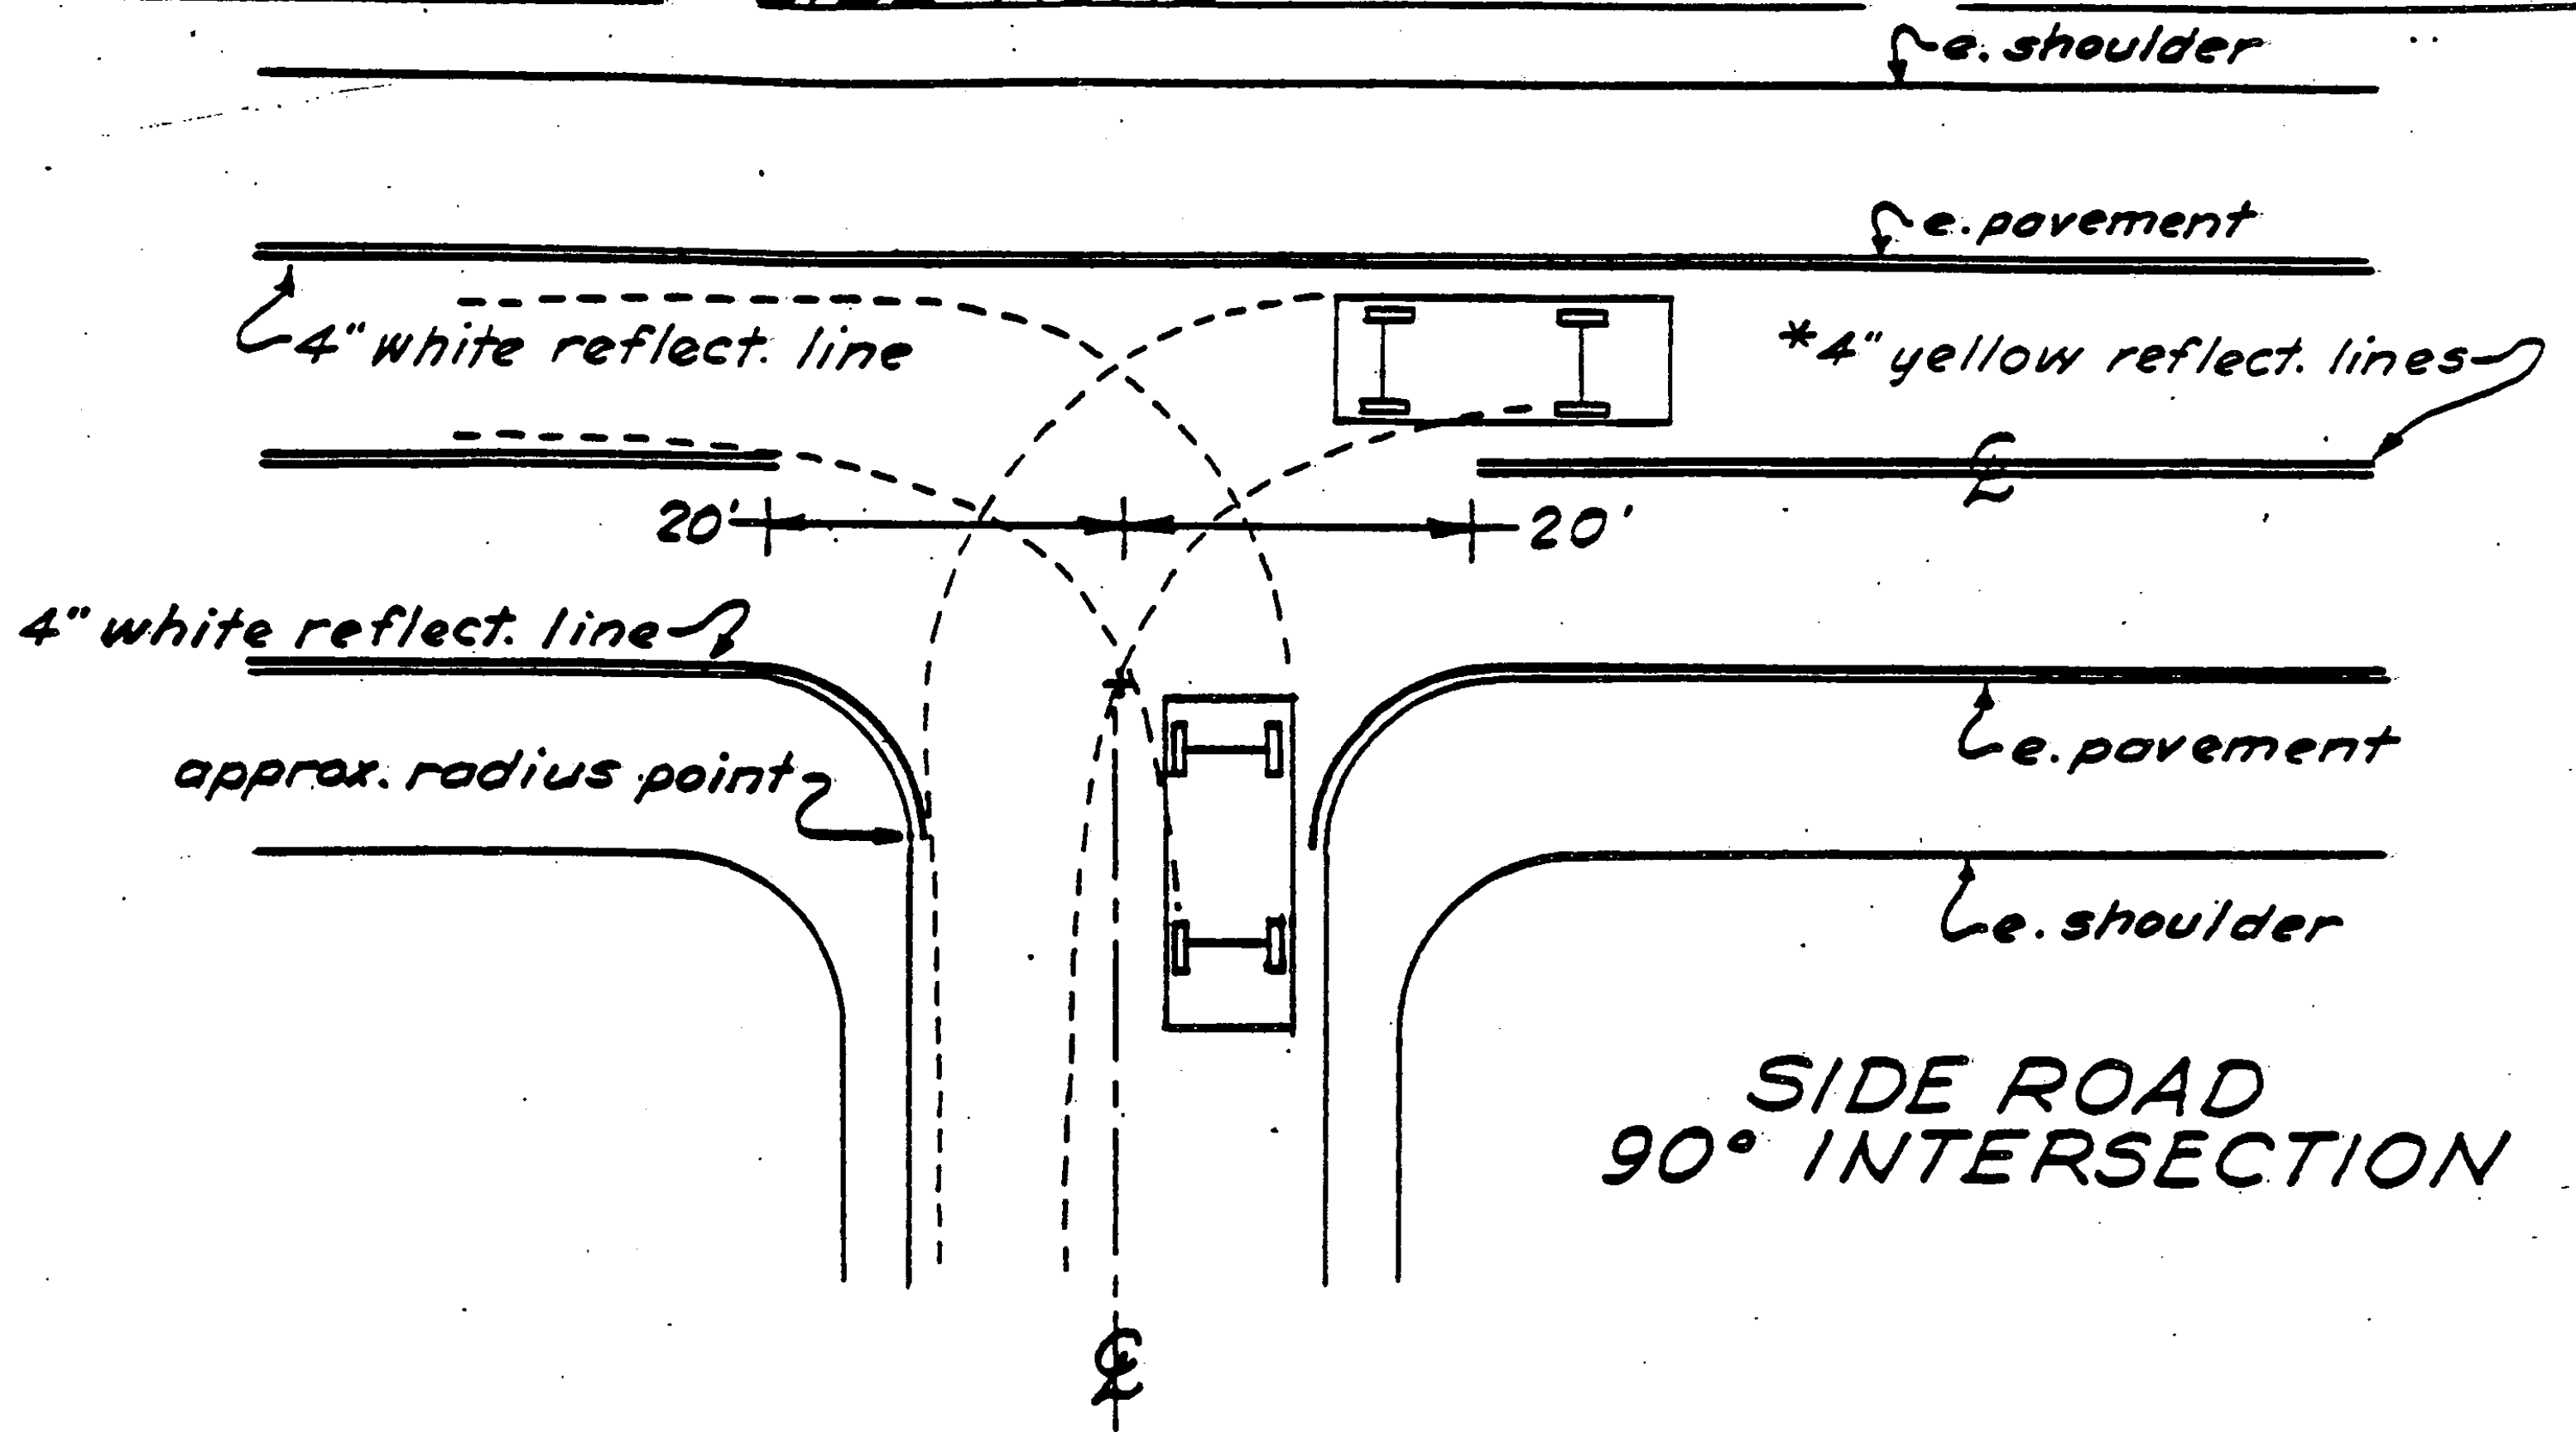 e. shoulder
e. pavement
4" white reflect. line
*4" yellow reflect. lines
℄
20' 20'
4" white reflect. line
e. pavement
approx. radius point
e. shoulder
SIDE ROAD
90° INTERSECTION
℄